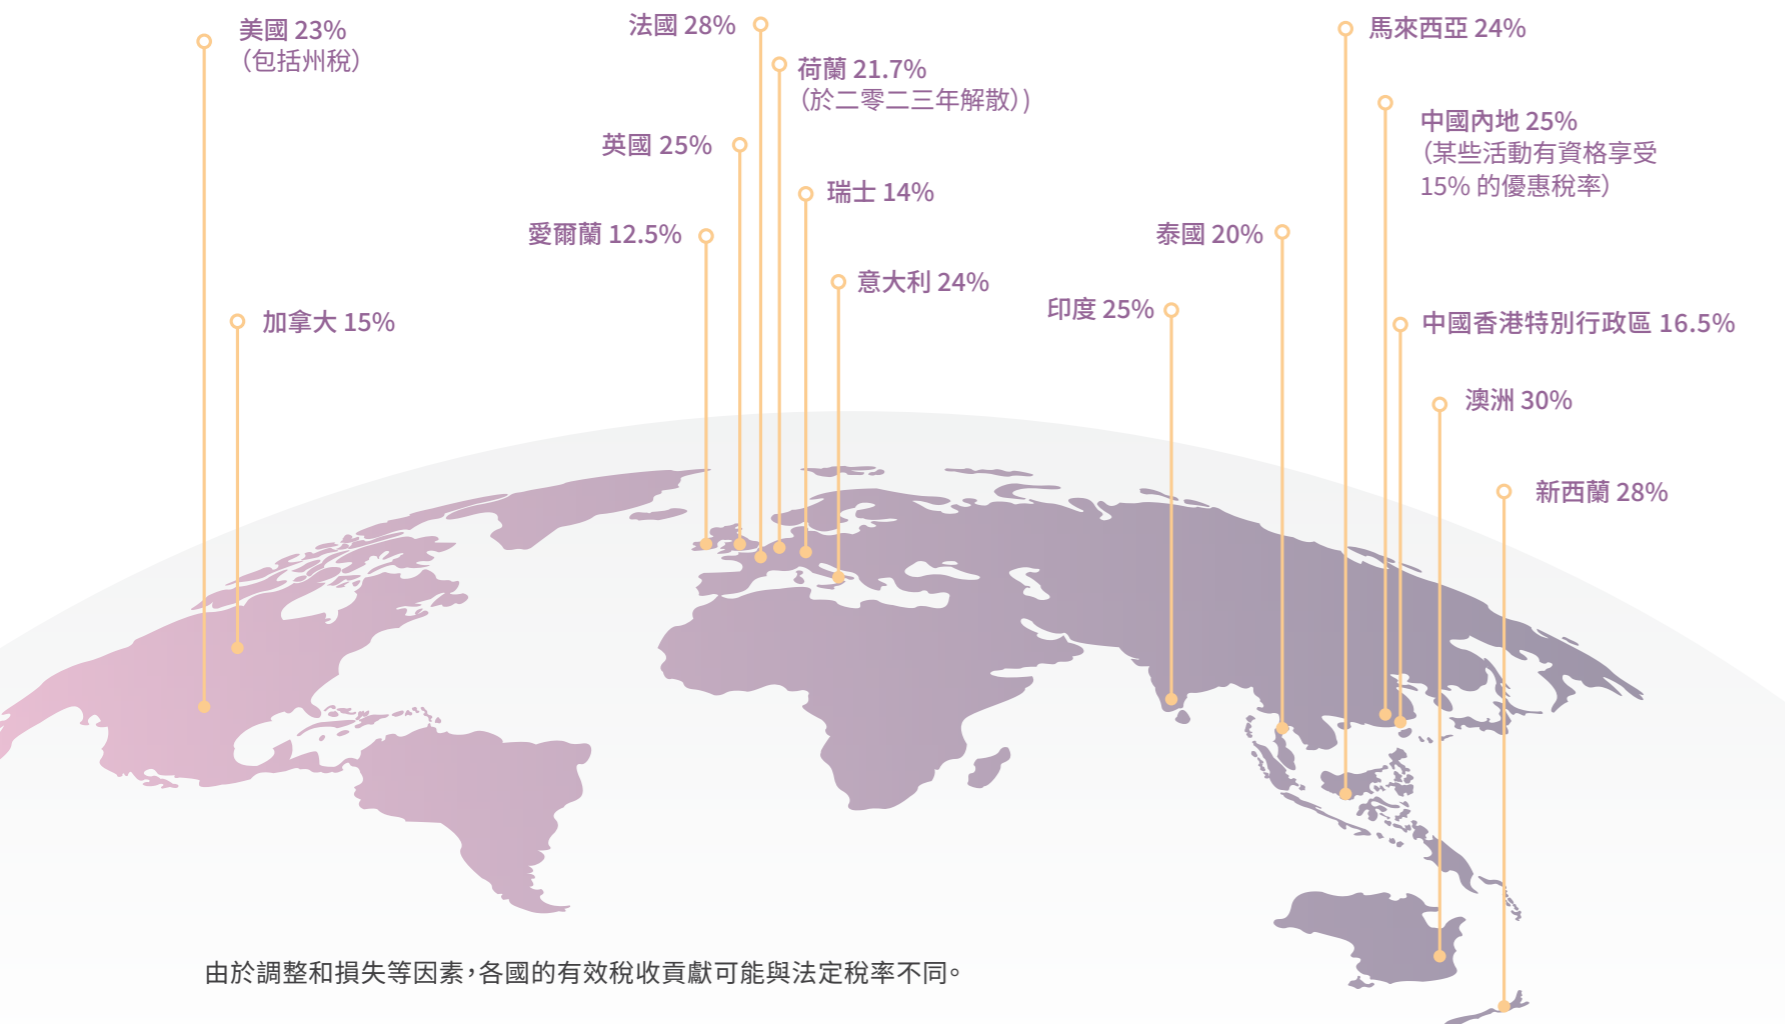 美國 23%
（包括州稅）
加拿大 15%
法國 28%
荷蘭 21.7%
（於二零二三年解散））
英國 25%
瑞士 14%
愛爾蘭 12.5%
意大利 24%
馬來西亞 24%
中國內地 25%
（某些活動有資格享受
15% 的優惠稅率）
泰國 20%
印度 25%
中國香港特別行政區 16.5%
澳洲 30%
新西蘭 28%
由於調整和損失等因素，各國的有效稅收貢獻可能與法定稅率不同。